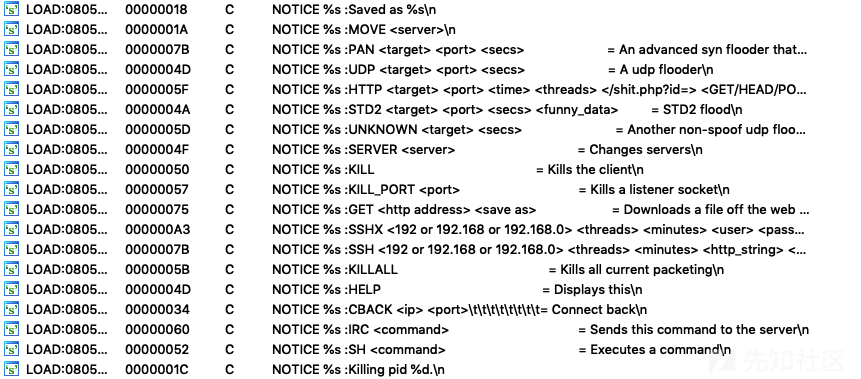 LOAD:0805... 00000018 C NOTICE %s :Saved as %s\n
LOAD:0805... 0000001A C NOTICE %s :MOVE <server>\n
LOAD:0805... 0000007B C NOTICE %s :PAN <target> <port> <secs> = An advanced syn flooder that...
LOAD:0805... 0000004D C NOTICE %s :UDP <target> <port> <secs> = A udp flooder\n
LOAD:0805... 0000005F C NOTICE %s :HTTP <target> <port> <time> <threads> </shit.php?id=> <GET/HEAD/PO...
LOAD:0805... 0000004A C NOTICE %s :STD2 <target> <port> <secs> <funny_data> = STD2 flood\n
LOAD:0805... 0000005D C NOTICE %s :UNKNOWN <target> <secs> = Another non-spoof udp floo...
LOAD:0805... 0000004F C NOTICE %s :SERVER <server> = Changes servers\n
LOAD:0805... 00000050 C NOTICE %s :KILL = Kills the client\n
LOAD:0805... 00000057 C NOTICE %s :KILL_PORT <port> = Kills a listener socket\n
LOAD:0805... 00000075 C NOTICE %s :GET <http address> <save as> = Downloads a file off the web ...
LOAD:0805... 000000A3 C NOTICE %s :SSHX <192 or 192.168 or 192.168.0> <threads> <minutes> <user> <pass...
LOAD:0805... 0000007B C NOTICE %s :SSH <192 or 192.168 or 192.168.0> <threads> <minutes> <http_string> <...
LOAD:0805... 0000005B C NOTICE %s :KILLALL = Kills all current packeting\n
LOAD:0805... 0000004D C NOTICE %s :HELP = Displays this\n
LOAD:0805... 00000034 C NOTICE %s :CBACK <ip> <port>\t\t\t\t\t\t\t= Connect back\n
LOAD:0805... 00000060 C NOTICE %s :IRC <command> = Sends this command to the server\n
LOAD:0805... 00000052 C NOTICE %s :SH <command> = Executes a command\n
LOAD:0805... 0000001C C NOTICE %s :Killing pid %d.\n
先知社区